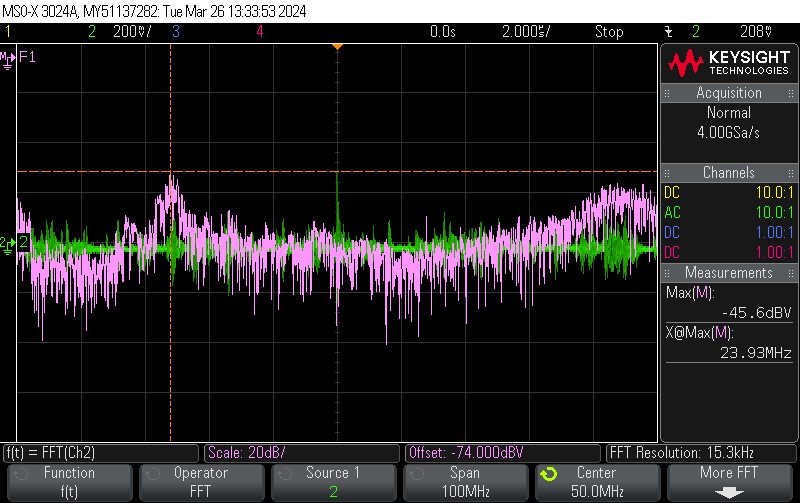 MSO-X 3024A, MY51137282: Tue Mar 26 13:33:53 2024
1 2 200mV/ 3 4 0.0s 2.000s/ Stop 2 208mV
M F1
KEYSIGHT
TECHNOLOGIES
Acquisition
Normal
4.00GSa/s
Channels
DC 10.0:1
AC 10.0:1
DC 1.00:1
DC 1.00:1
Measurements
Max(M):
-45.6dBV
X@Max(M):
23.93MHz
2 2
f(t) = FFT(Ch2) Scale: 20dB/ Offset: -74.000dBV FFT Resolution: 15.3kHz
Function Operator Source 1 Span Center More FFT
f(t) FFT 2 100MHz 50.0MHz